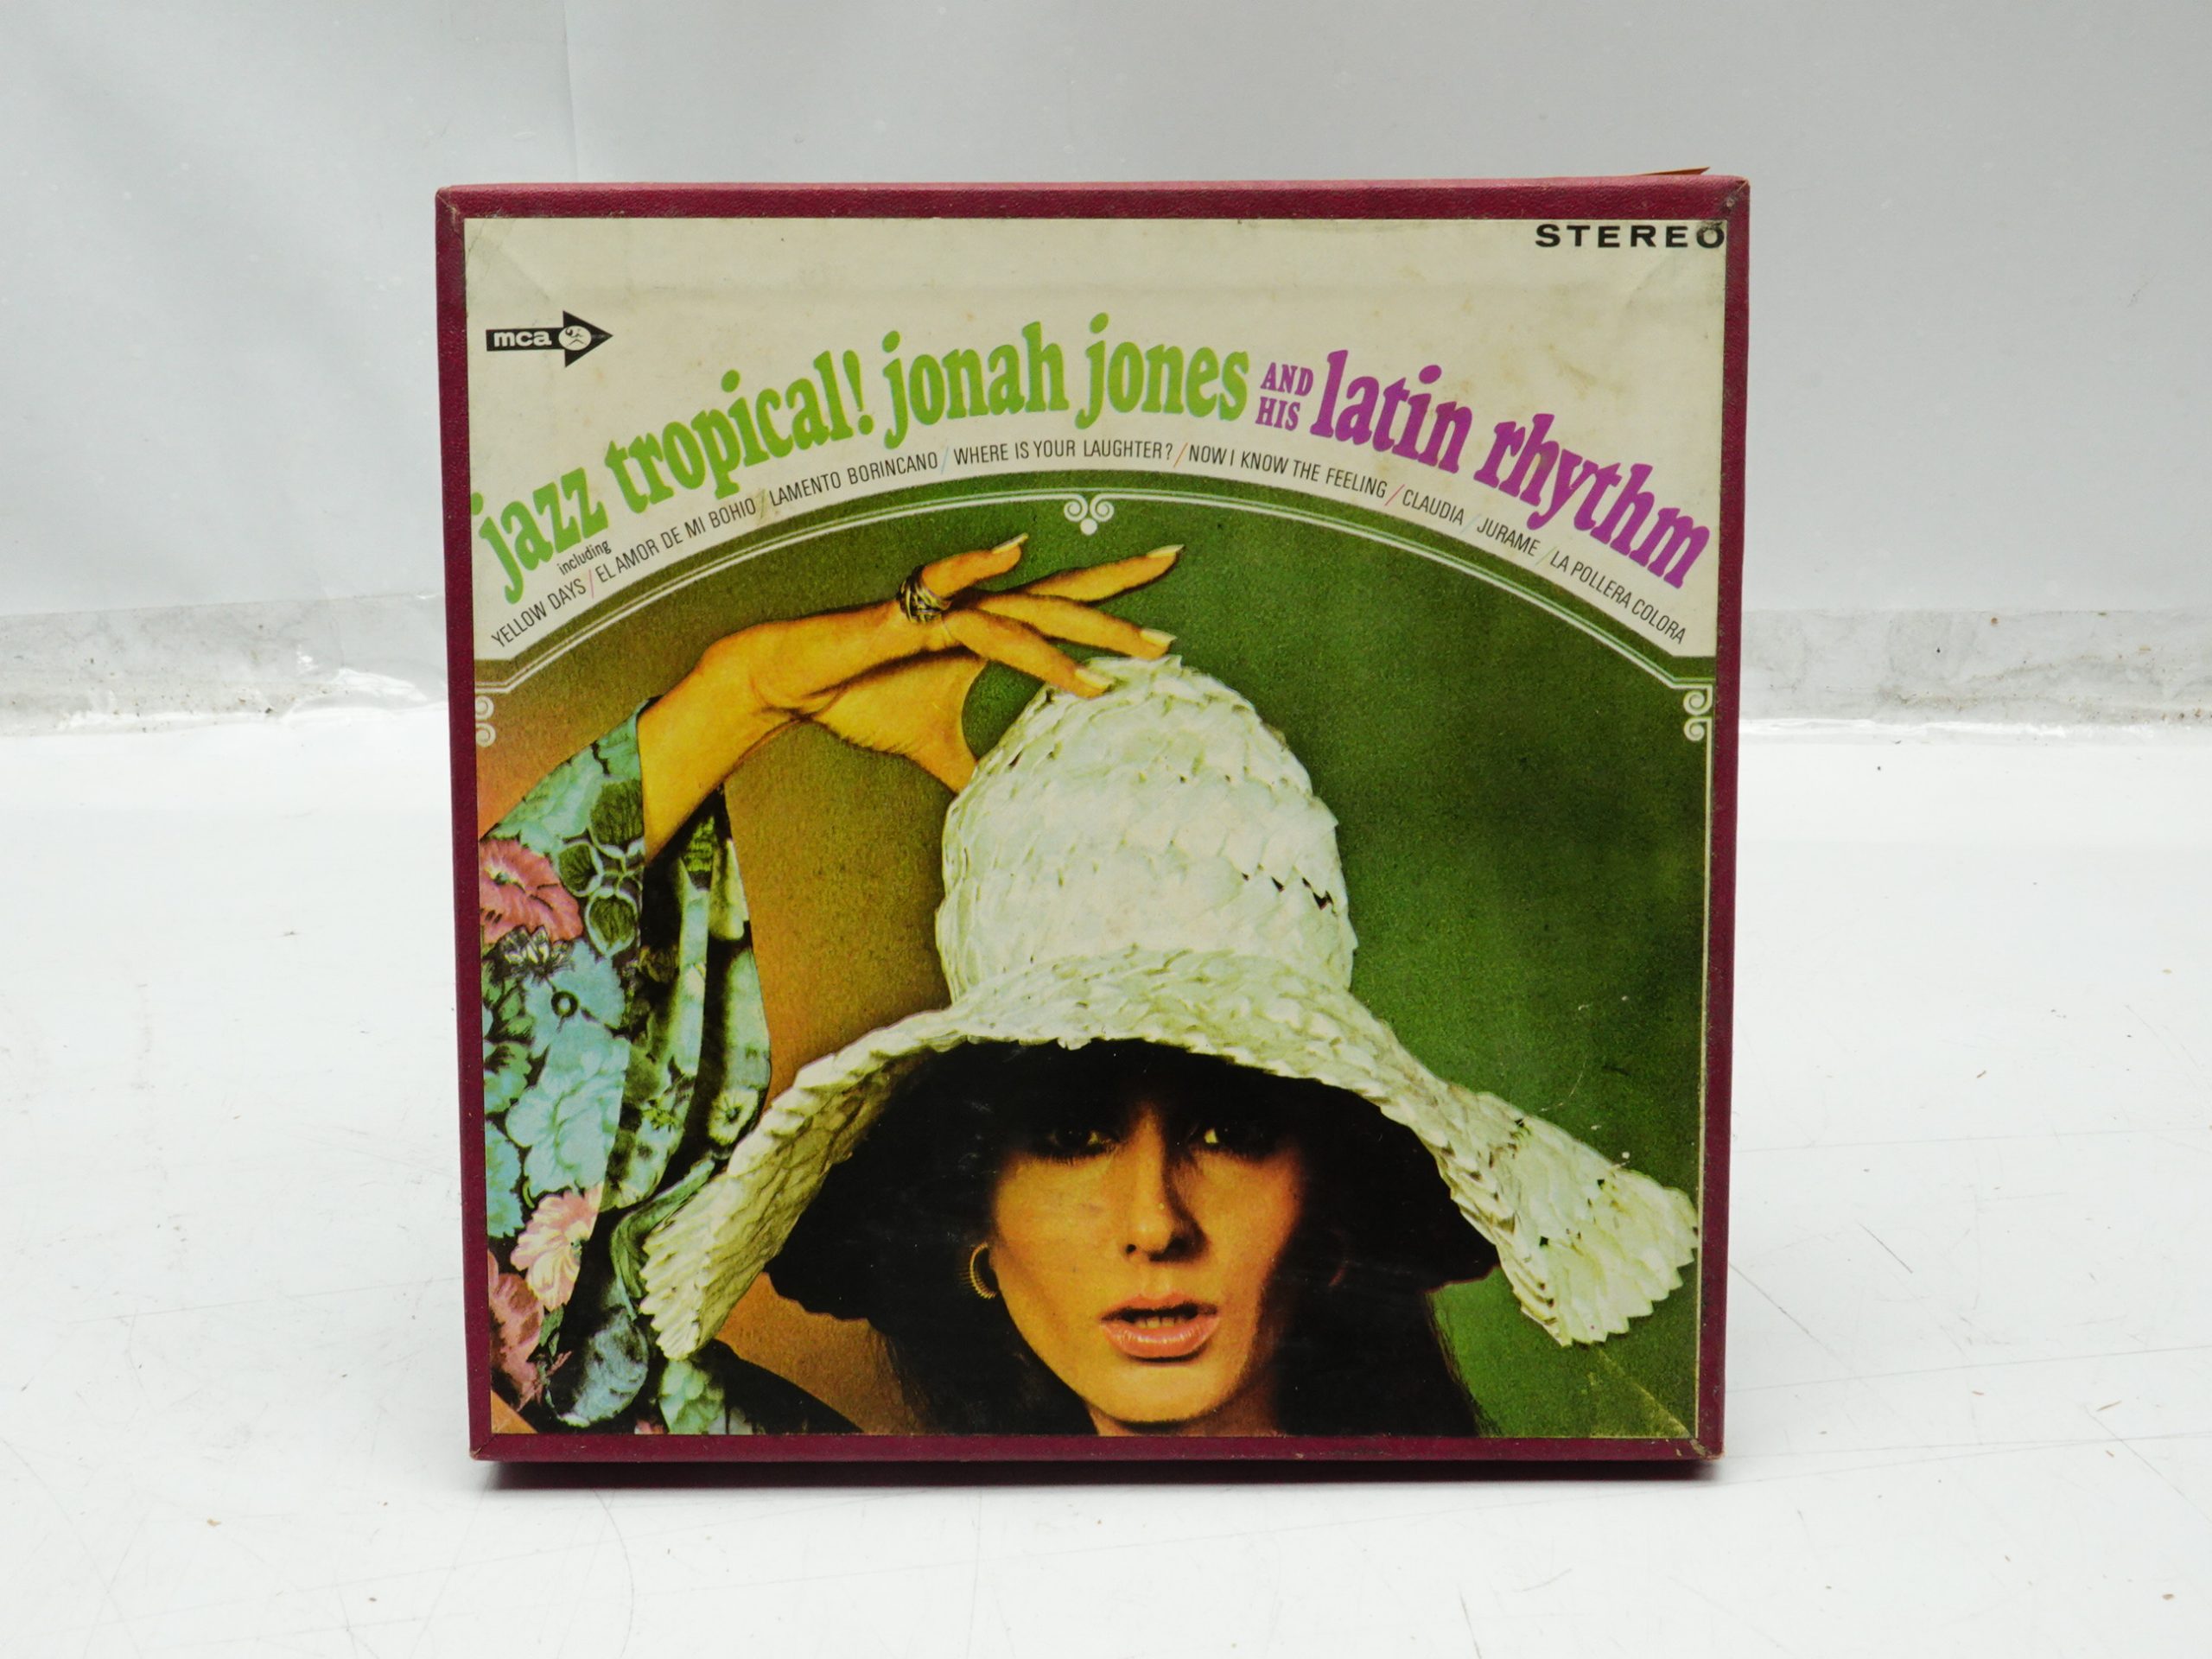 STEREO
mca
jazz tropical! jonah jones AND HIS latin rhythm
including
YELLOW DAYS / EL AMOR DE MI BOHIO / LAMENTO BORINCANO / WHERE IS YOUR LAUGHTER? / NOW I KNOW THE FEELING / CLAUDIA / JURAME / LA POLLERA COLORA